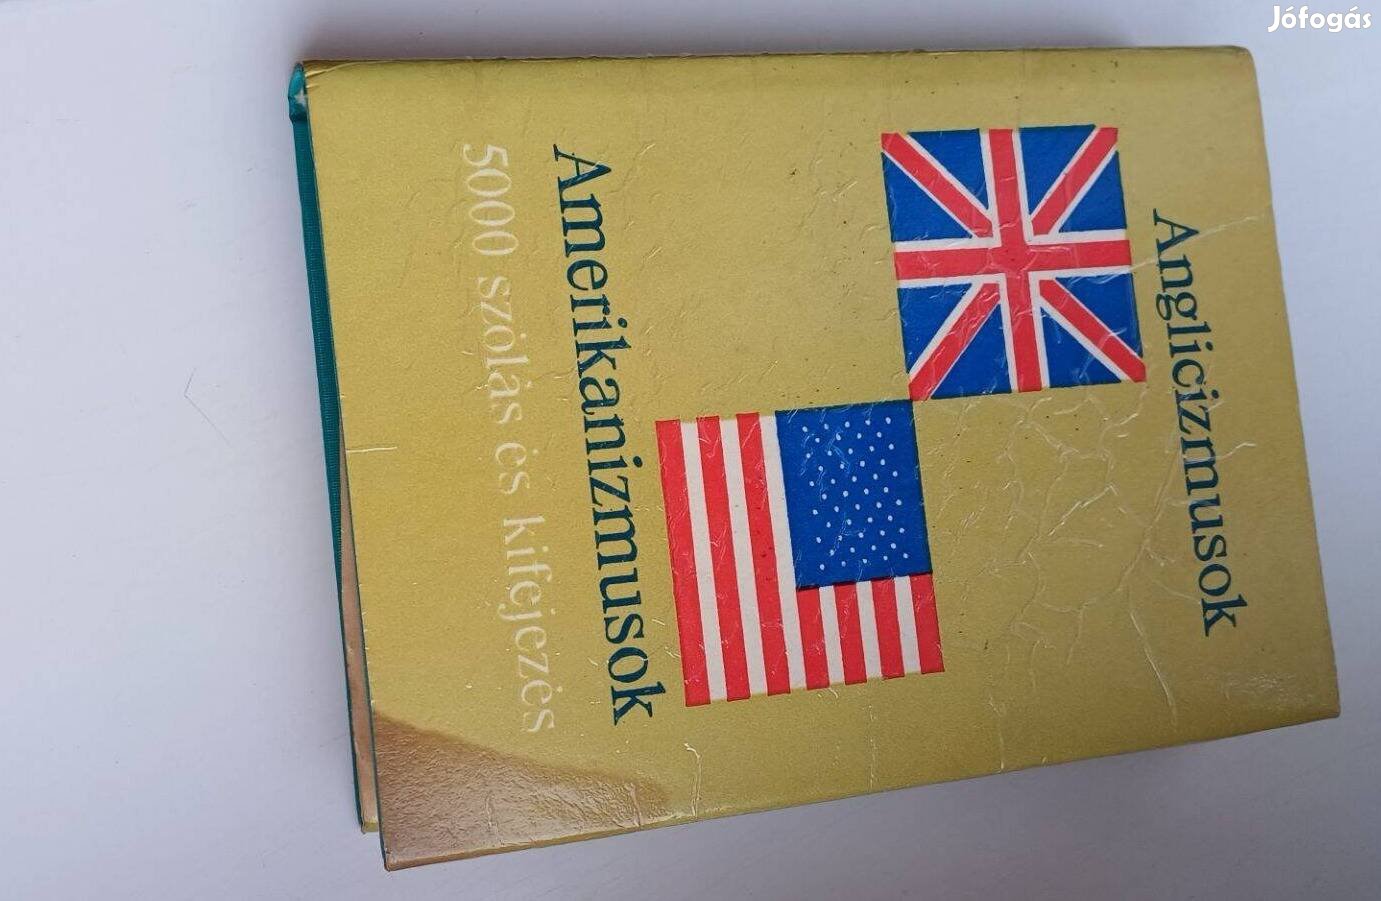 Jófogás
Anglicizmusok
Amerikanizmusok
5000 szólás és kifejezés